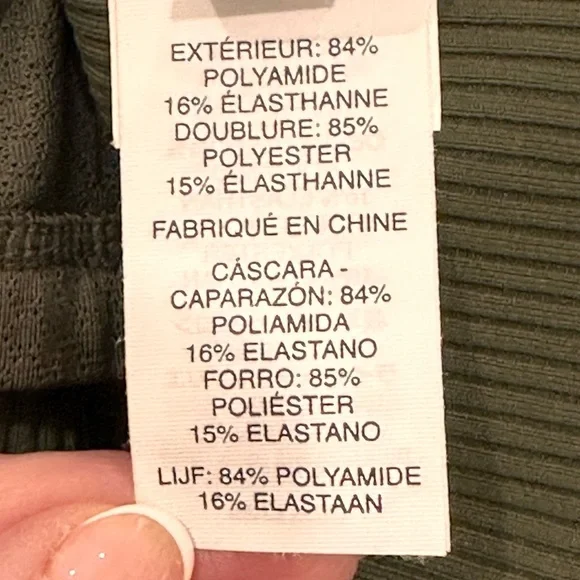 EXTÉRIEUR: 84%
POLYAMIDE
16% ÉLASTHANNE
DOUBLURE: 85%
POLYESTER
15% ÉLASTHANNE
FABRIQUÉ EN CHINE
CÁSCARA -
CAPARAZÓN: 84%
POLIAMIDA
16% ELASTANO
FORRO: 85%
POLIÉSTER
15% ELASTANO
LIJF: 84% POLYAMIDE
16% ELASTAAN